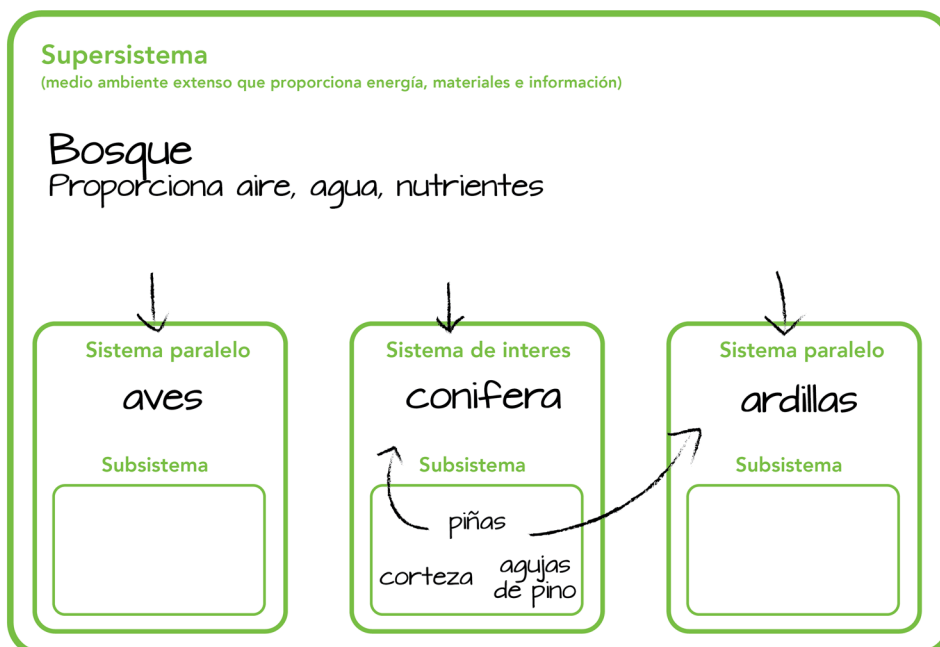 Supersistema
(medio ambiente extenso que proporciona energía, materiales e información)
Bosque
Proporciona aire, agua, nutrientes
Sistema paralelo
aves
Subsistema
Sistema de interes
conifera
Subsistema
piñas
corteza
agujas
de pino
Sistema paralelo
ardillas
Subsistema